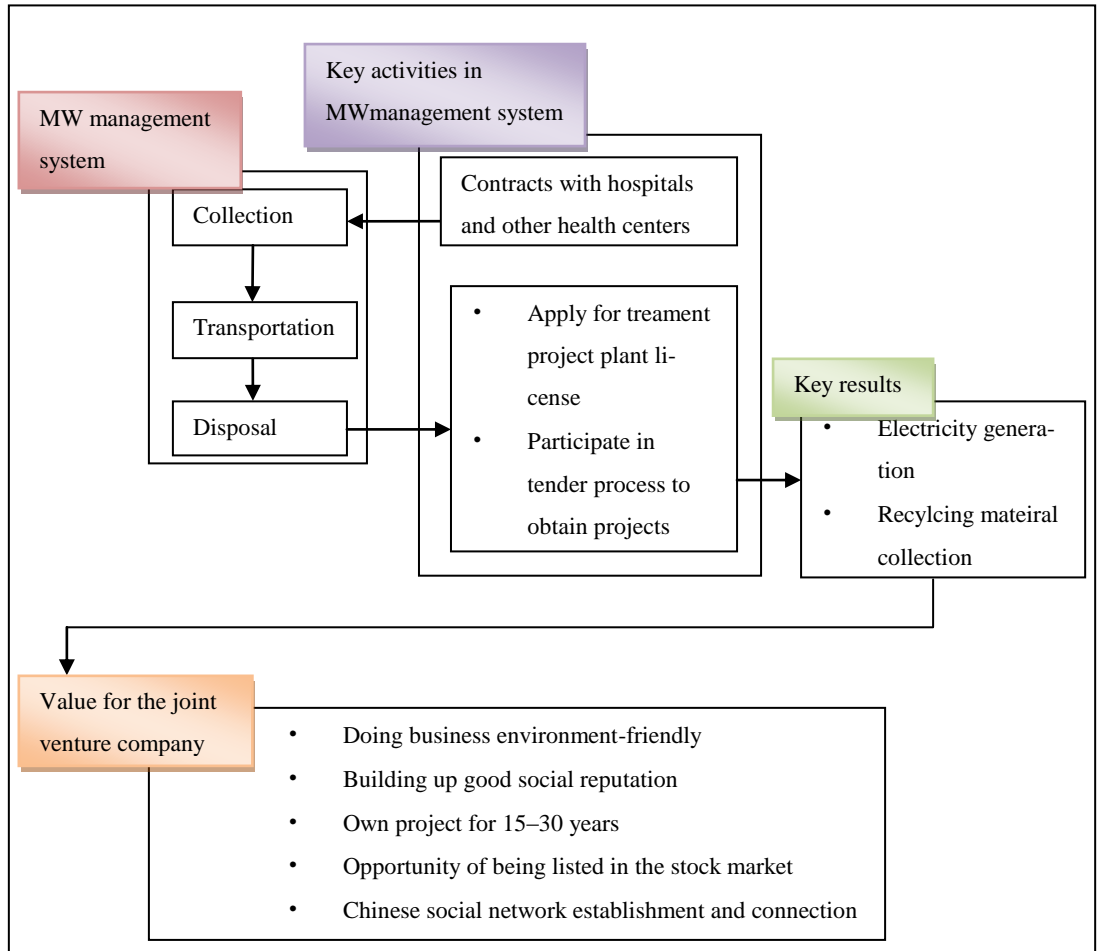 Key activities in
MWmanagement system
MW management
system
Contracts with hospitals
and other health centers
Collection
Transportation
Disposal
• Apply for treament
project plant li-
cense
• Participate in
tender process to
obtain projects
Key results
• Electricity genera-
tion
• Recylcing mateiral
collection
Value for the joint
venture company
• Doing business environment-friendly
• Building up good social reputation
• Own project for 15–30 years
• Opportunity of being listed in the stock market
• Chinese social network establishment and connection